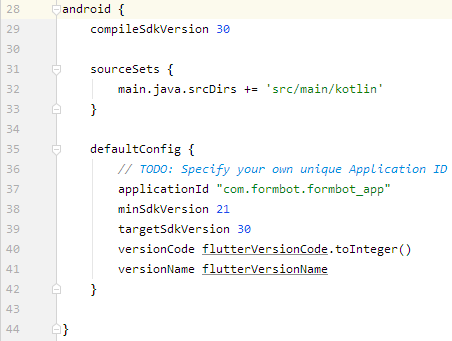 28 android {
29 compileSdkVersion 30
30
31 sourceSets {
32 main.java.srcDirs += 'src/main/kotlin'
33 }
34
35 defaultConfig {
36 // TODO: Specify your own unique Application ID
37 applicationId "com.formbot.formbot_app"
38 minSdkVersion 21
39 targetSdkVersion 30
40 versionCode flutterVersionCode.toInteger()
41 versionName flutterVersionName
42 }
43
44 }